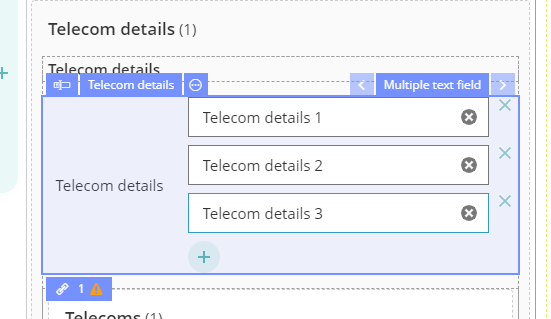 Telecom details (1)
Telecom details
Telecom details
Multiple text field
Telecom details 1
Telecom details 2
Telecom details
Telecom details 3
1
Telecoms (1)